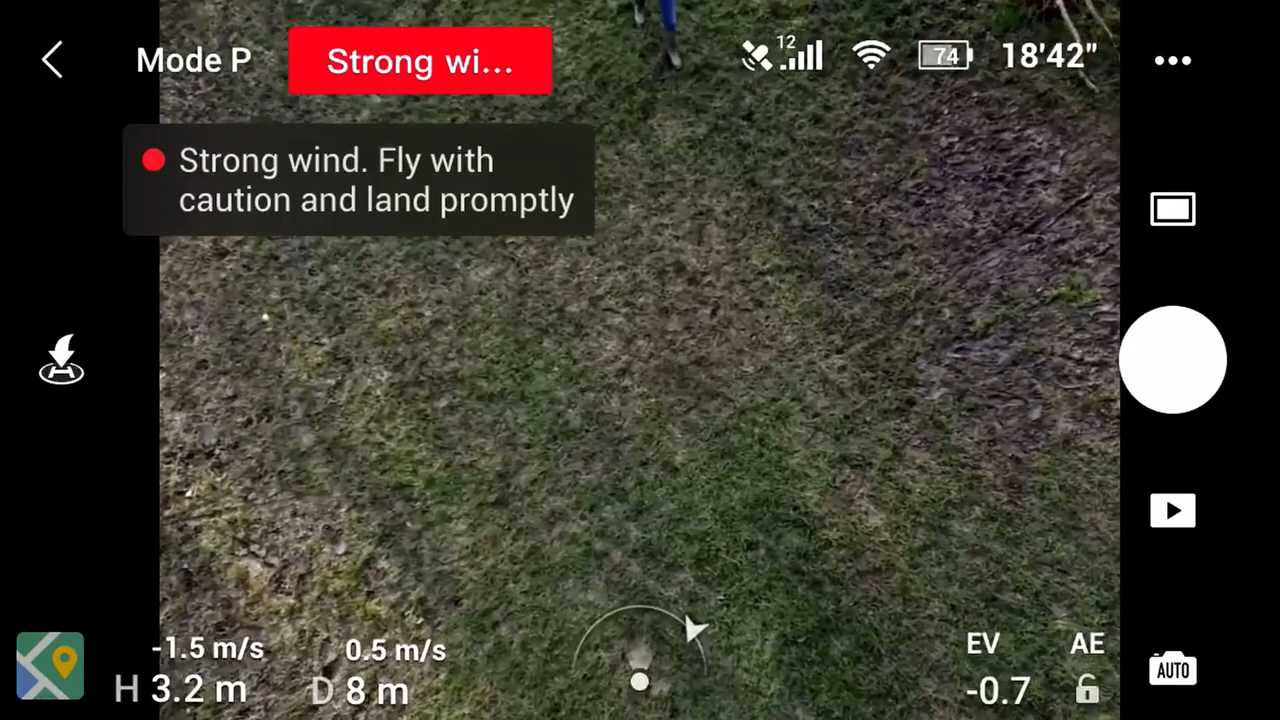 Mode P
Strong wi...
12
74
18'42"
Strong wind. Fly with
caution and land promptly
-1.5 m/s
0.5 m/s
H 3.2 m
D 8 m
EV
AE
-0.7
AUTO